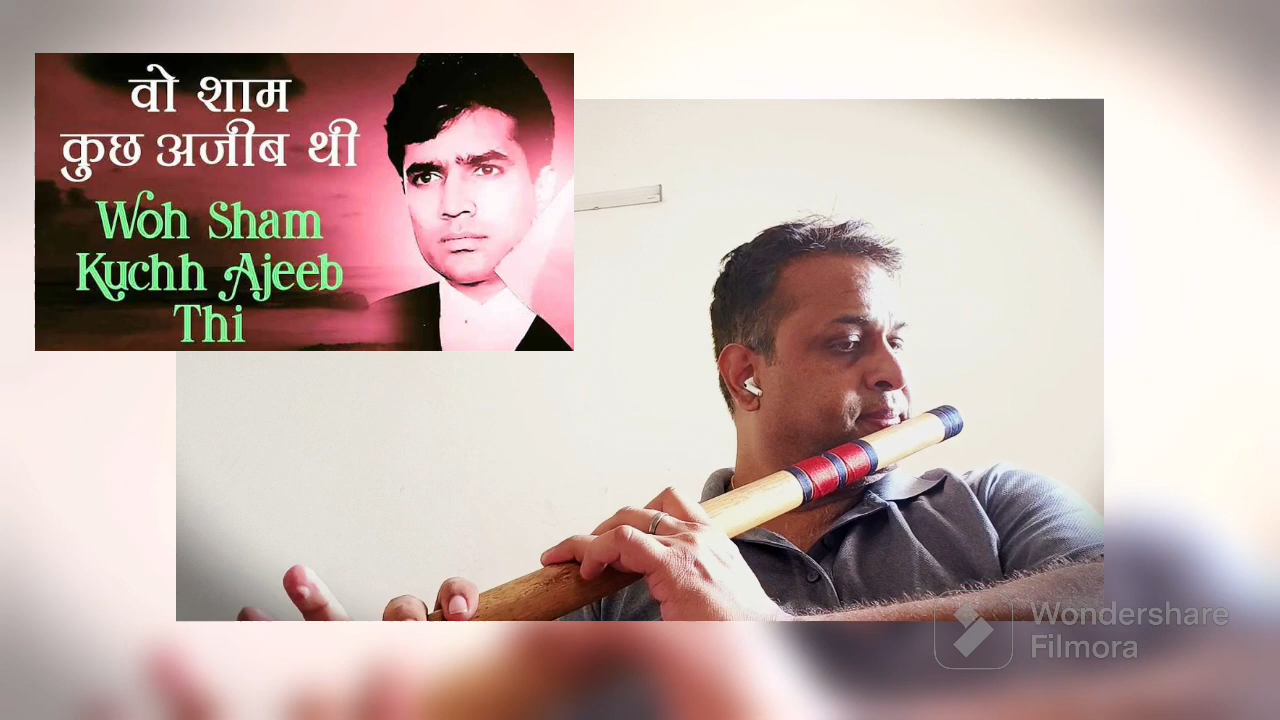 वो शाम
कुछ अजीब थी
Woh Sham
Kuchh Ajeeb
Thi
Wondershare
Filmora